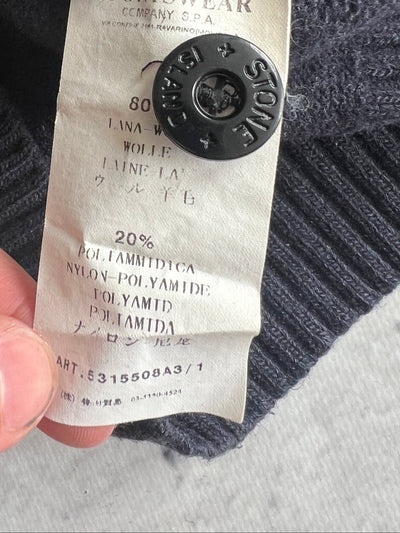 SPORTSWEAR
COMPANY S.P.A.
STONE
ISLAND
80
LANA-W
WOLLE
LAINE-LA
ウール 羊毛
20%
POLIAMMIDICA
NYLON-POLYAMIDE
POLYAMID
POLIAMIDA
ナイロン 尼龙
ART.5315508A3/1